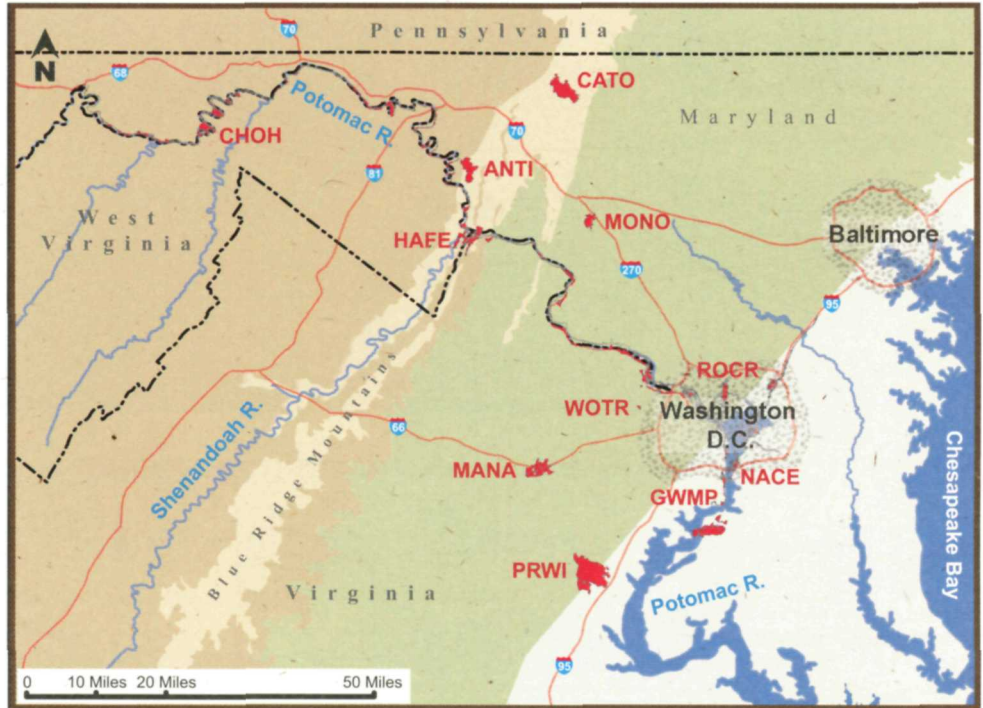 Pennsylvania
70
N
68
CATO
Potomac R.
Maryland
CHOH
70
81
ANTI
West
Virginia
MONO
HAFE
Baltimore
270
95
ROCR
WOTR
Washington
D.C.
66
Shenandoah R.
Blue Ridge Mountains
MANA
NACE
GWMP
Chesapeake Bay
PRWI
Virginia
Potomac R.
95
0 10 Miles 20 Miles 50 Miles